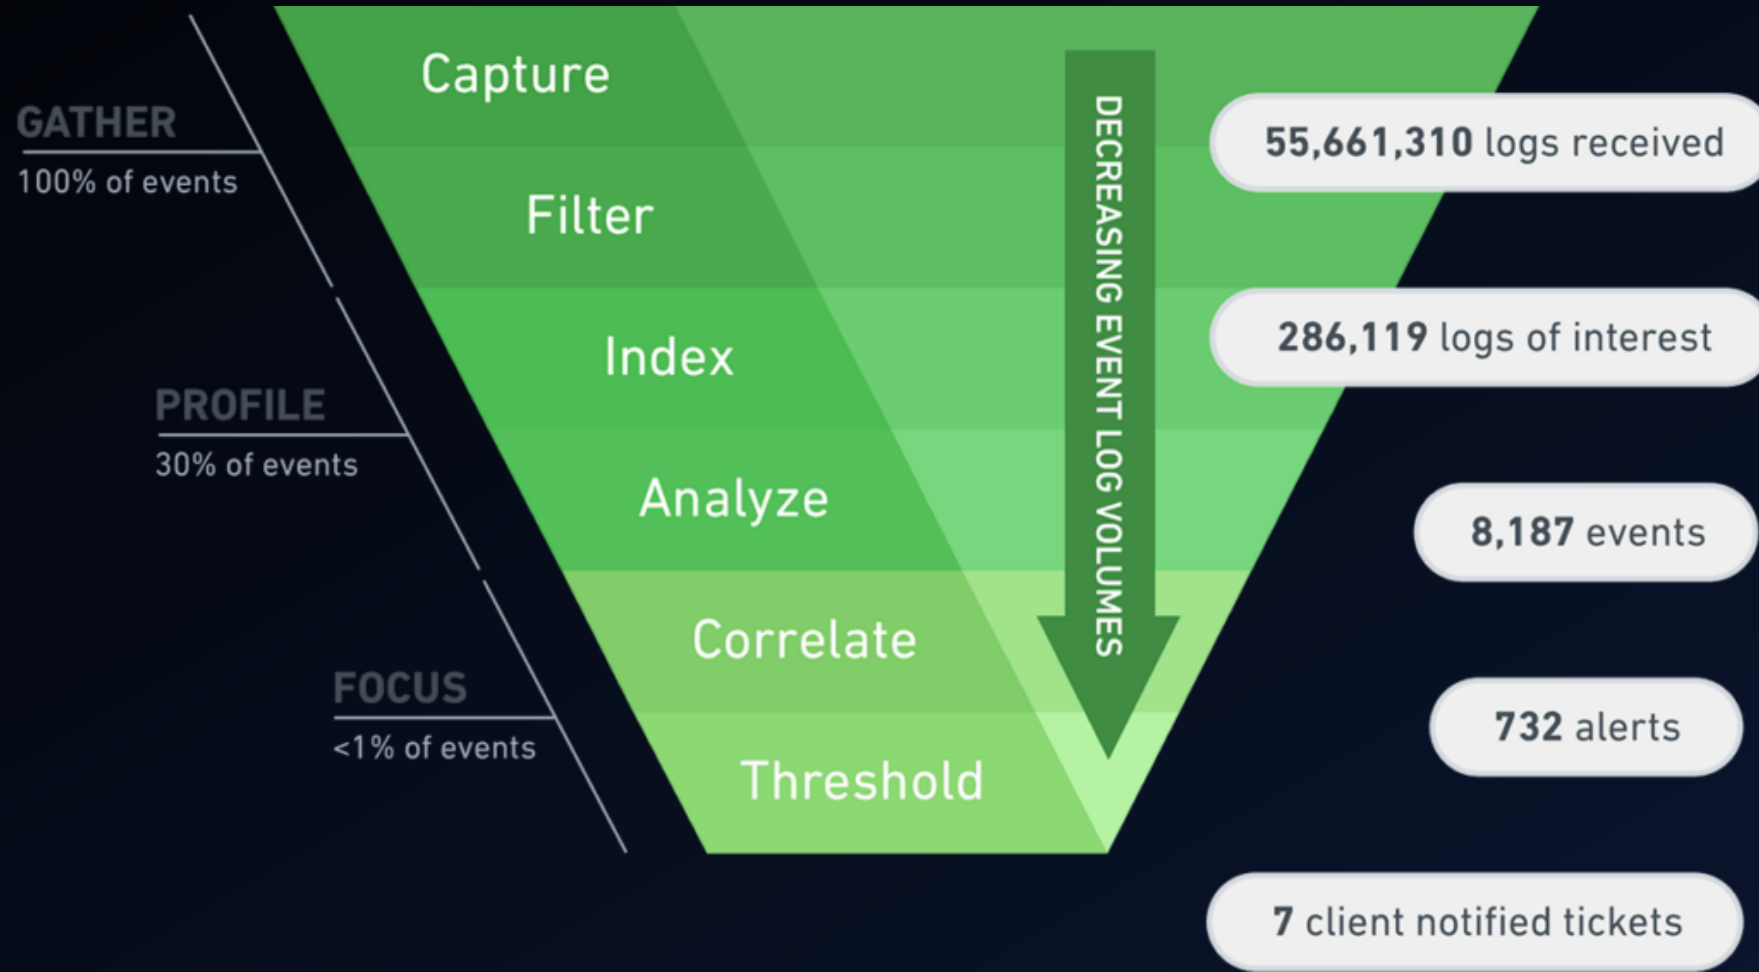 GATHER
100% of events
PROFILE
30% of events
FOCUS
<1% of events
Capture
Filter
Index
Analyze
Correlate
Threshold
DECREASING EVENT LOG VOLUMES
55,661,310 logs received
286,119 logs of interest
8,187 events
732 alerts
7 client notified tickets